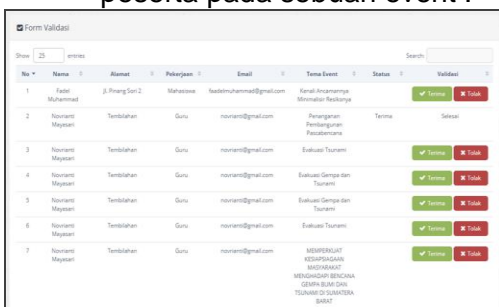 peserta pada sebuah event :
Form Validasi
Show 25 entries Search:
No Nama Alamat Pekerjaan Email Tema Event Status Validasi
1 Fadel Muhammad Jl. Pinang Sori 2 Mahasiswa faadelmuhammad@gmail.com Kenali Ancamannya Minimalisir Resikonya Terima Tolak
2 Novrianti Mayesari Tembilahan Guru novrianti@gmail.com Penanganan Pembangunan Pascabencana Terima Selesai
3 Novrianti Mayesari Tembilahan Guru novrianti@gmail.com Evakuasi Tsunami Terima Tolak
4 Novrianti Mayesari Tembilahan Guru novrianti@gmail.com Evakuasi Gempa dan Tsunami Terima Tolak
5 Novrianti Mayesari Tembilahan Guru novrianti@gmail.com Evakuasi Gempa dan Tsunami Terima Tolak
6 Novrianti Mayesari Tembilahan Guru novrianti@gmail.com Evakuasi Tsunami Terima Tolak
7 Novrianti Mayesari Tembilahan Guru novrianti@gmail.com MEMPERKUAT KESIAPSIAGAAN MASYARAKAT MENGHADAPI BENCANA GEMPA BUMI DAN TSUNAMI DI SUMATERA BARAT Terima Tolak